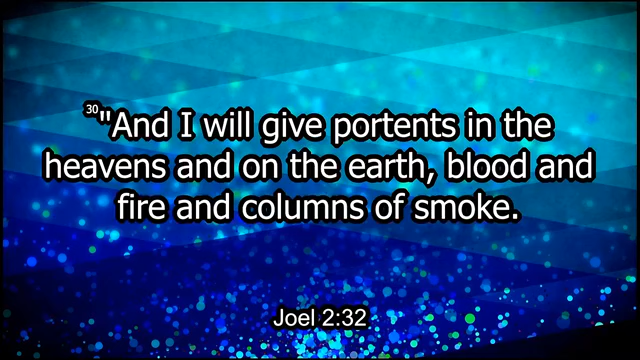 30"And I will give portents in the
heavens and on the earth, blood and
fire and columns of smoke.
Joel 2:32